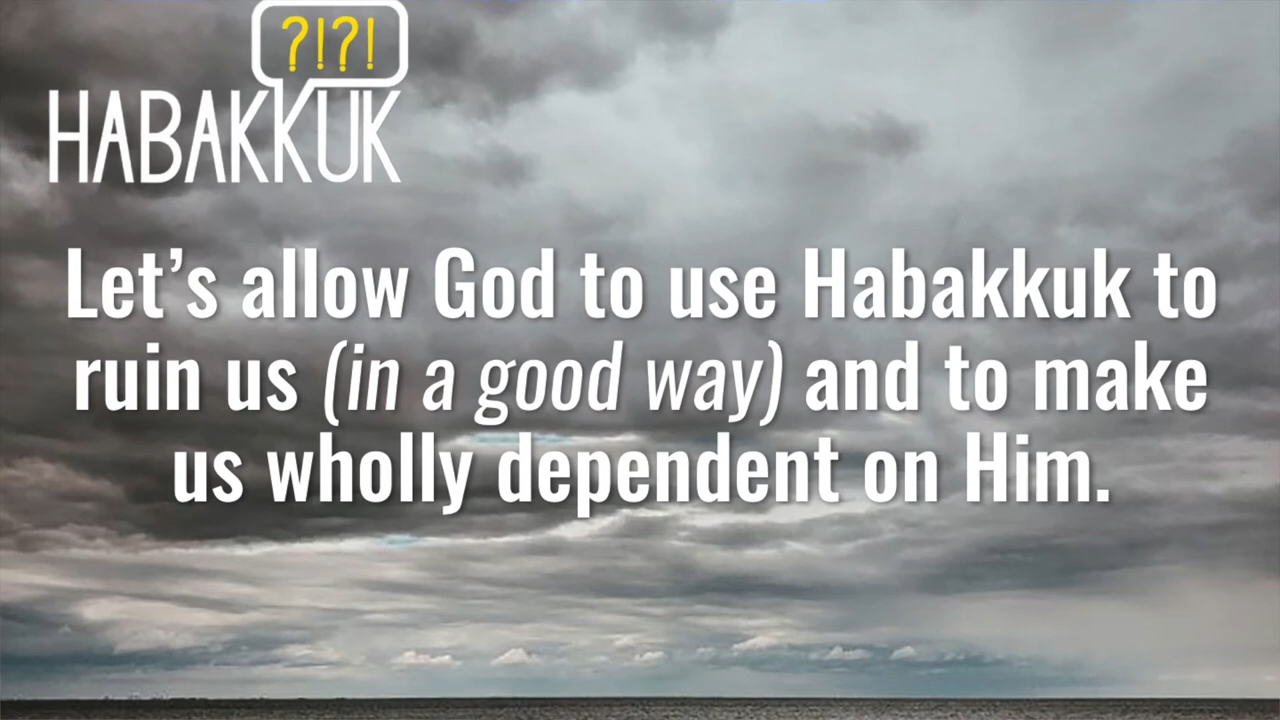 ?!?!
HABAKKUK
Let’s allow God to use Habakkuk to
ruin us (in a good way) and to make
us wholly dependent on Him.